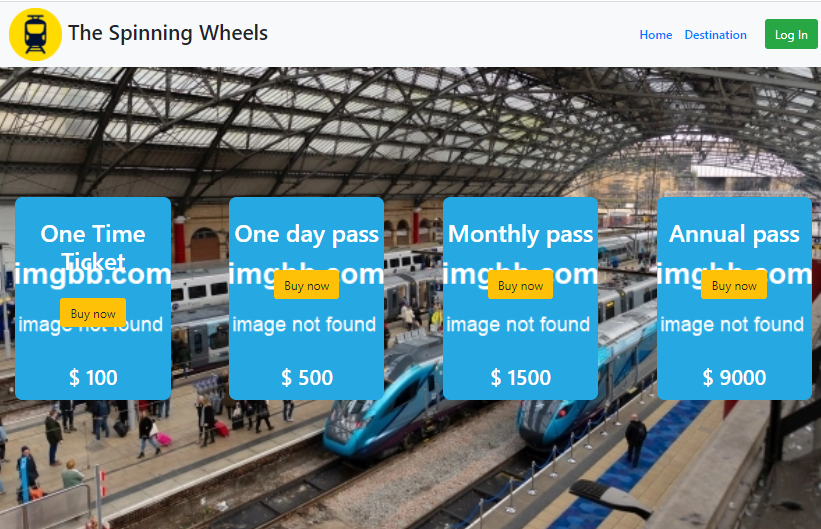 The Spinning Wheels
Home
Destination
Log In
One Time
Ticket
imgbb.com
Buy now
image not found
$ 100
One day pass
imgbb.com
Buy now
image not found
$ 500
Monthly pass
imgbb.com
Buy now
image not found
$ 1500
Annual pass
imgbb.com
Buy now
image not found
$ 9000